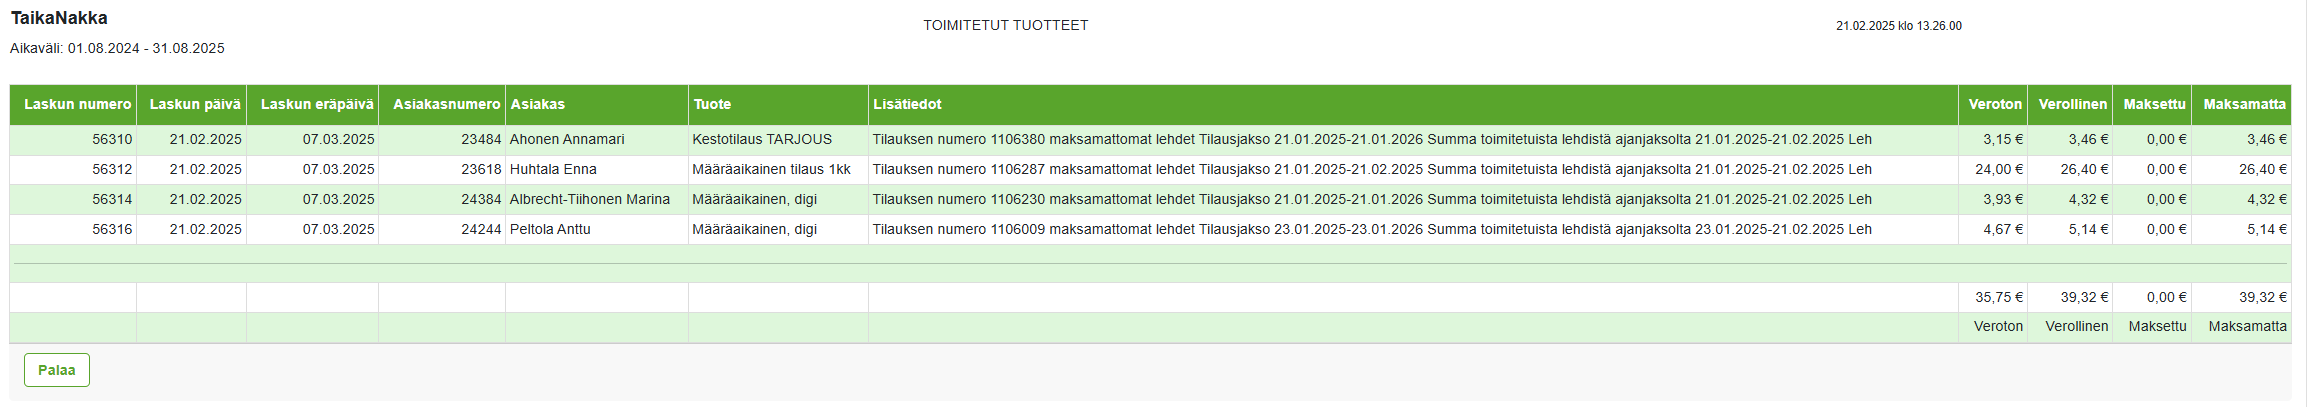 TaikaNakka
TOIMITETUT TUOTTEET
21.02.2025 klo 13.26.00
Aikaväli: 01.08.2024 - 31.08.2025
Laskun numero Laskun päivä Laskun eräpäivä Asiakasnumero Asiakas Tuote Lisätiedot Veroton Verollinen Maksettu Maksamatta
56310 21.02.2025 07.03.2025 23484 Ahonen Annamari Kestotilaus TARJOUS Tilauksen numero 1106380 maksamattomat lehdet Tilausjakso 21.01.2025-21.01.2026 Summa toimitetuista lehdistä ajanjaksolta 21.01.2025-21.02.2025 Leh 3,15 € 3,46 € 0,00 € 3,46 €
56312 21.02.2025 07.03.2025 23618 Huhtala Enna Määräaikainen tilaus 1kk Tilauksen numero 1106287 maksamattomat lehdet Tilausjakso 21.01.2025-21.02.2025 Summa toimitetuista lehdistä ajanjaksolta 21.01.2025-21.02.2025 Leh 24,00 € 26,40 € 0,00 € 26,40 €
56314 21.02.2025 07.03.2025 24384 Albrecht-Tiihonen Marina Määräaikainen, digi Tilauksen numero 1106230 maksamattomat lehdet Tilausjakso 21.01.2025-21.01.2026 Summa toimitetuista lehdistä ajanjaksolta 21.01.2025-21.02.2025 Leh 3,93 € 4,32 € 0,00 € 4,32 €
56316 21.02.2025 07.03.2025 24244 Peltola Anttu Määräaikainen, digi Tilauksen numero 1106009 maksamattomat lehdet Tilausjakso 23.01.2025-23.01.2026 Summa toimitetuista lehdistä ajanjaksolta 23.01.2025-21.02.2025 Leh 4,67 € 5,14 € 0,00 € 5,14 €
35,75 € 39,32 € 0,00 € 39,32 €
Veroton Verollinen Maksettu Maksamatta
Palaa